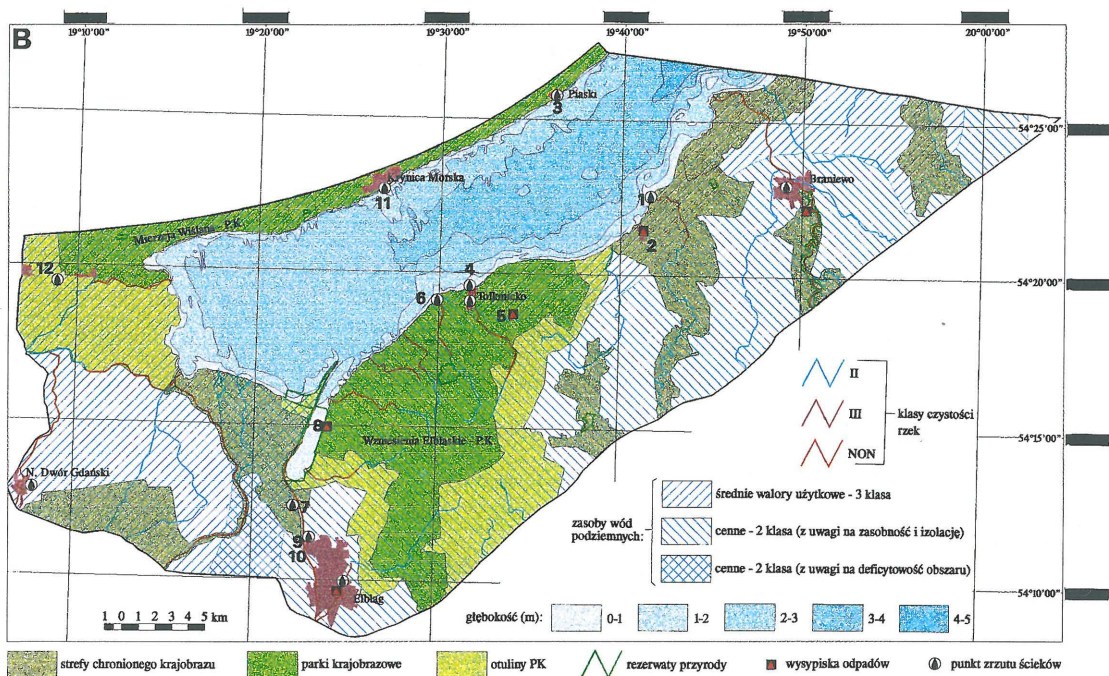 B
19°10'00"
19°20'00"
19°30'00"
19°40'00"
19°50'00"
20°00'00"
54°25'00"
54°20'00"
54°15'00"
54°10'00"
Piaski
3
Krynica Morska
11
Mierzeja Wiślana - P.K.
12
1
2
Braniewo
4
6
Tolkmicko
5
8
Wzniesienia Elbląskie - P.K.
N. Dwór Gdański
7
9
10
Elbląg
II
III
NON
klasy czystości
rzek
zasoby wód
podziemnych:
średnie walory użytkowe - 3 klasa
cenne - 2 klasa (z uwagi na zasobność i izolację)
cenne - 2 klasa (z uwagi na deficytowość obszaru)
1 0 1 2 3 4 5 km
głębokość (m):
0-1
1-2
2-3
3-4
4-5
strefy chronionego krajobrazu
parki krajobrazowe
otuliny PK
rezerwaty przyrody
wysypiska odpadów
punkt zrzutu ścieków